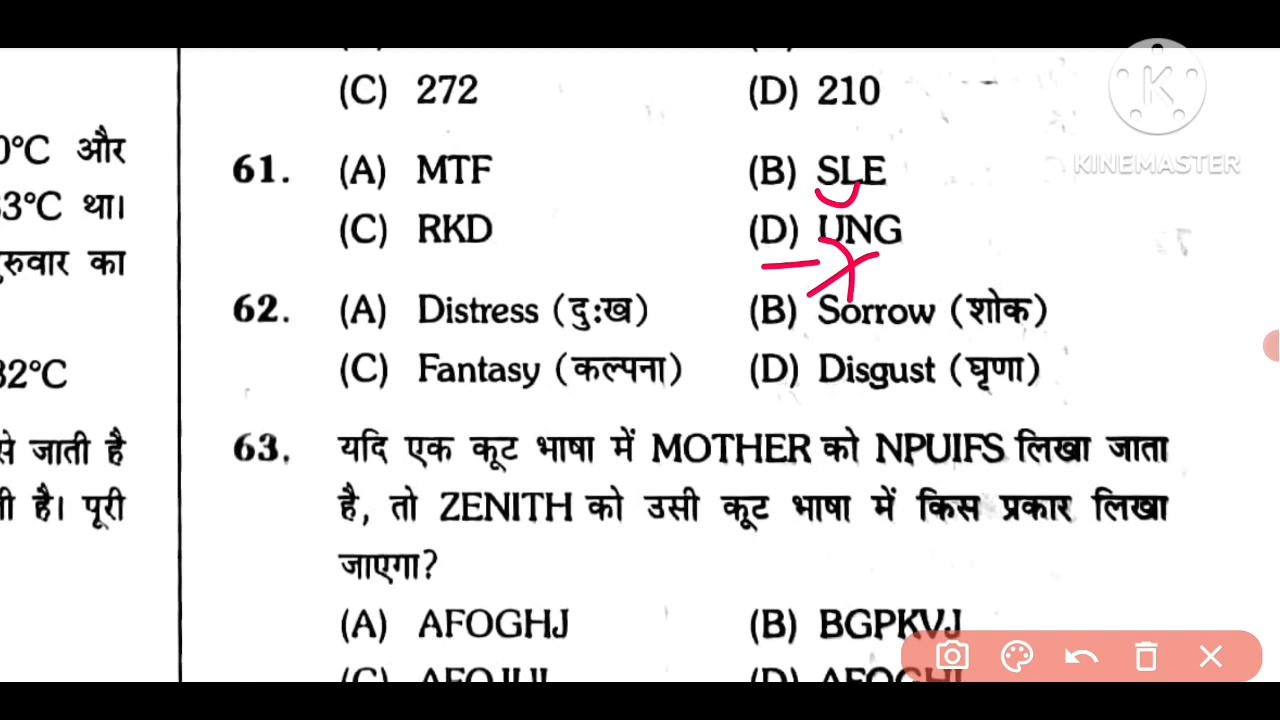 (C) 272 (D) 210
0°C और
61. (A) MTF (B) SLE
KINEMASTER
3°C था।
(C) RKD (D) UNG
रुवार का
62. (A) Distress (दुःख) (B) Sorrow (शोक)
32°C
(C) Fantasy (कल्पना) (D) Disgust (घृणा)
से जाती है
63. यदि एक कूट भाषा में MOTHER को NPUIFS लिखा जाता
है। पूरी
है, तो ZENITH को उसी कूट भाषा में किस प्रकार लिखा
जाएगा?
(A) AFOGHJ (B) BGPKVJ